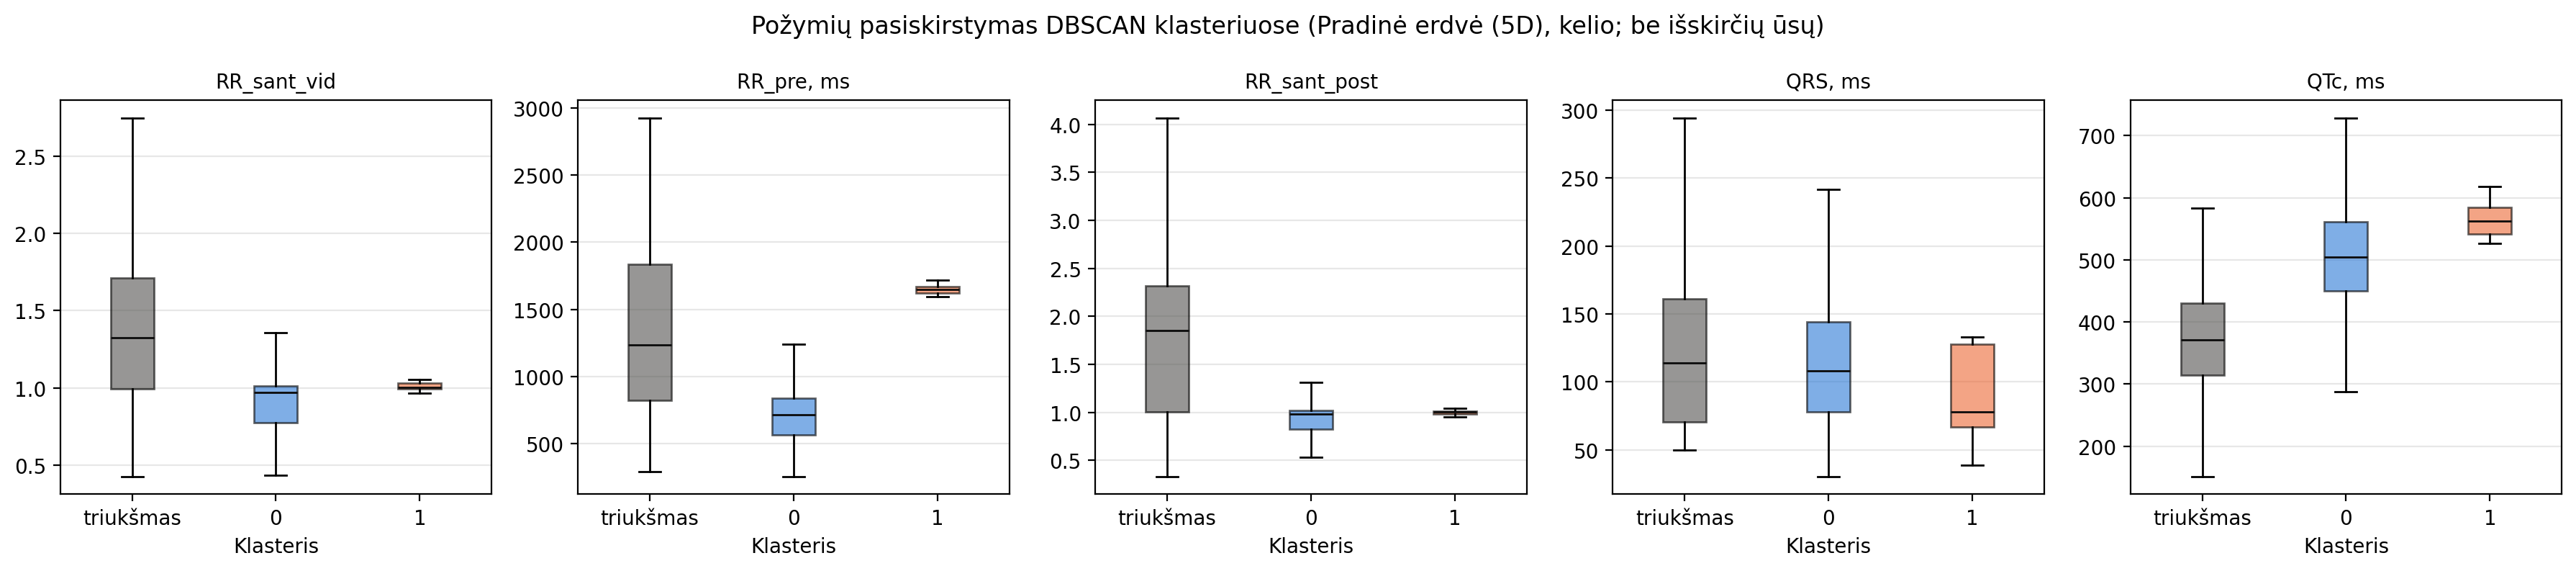 Požymių pasiskirstymas DBSCAN klasteriuose (Pradinė erdvė (5D), kelio; be išskirčių ūsų)
RR_sant_vid
2.5
2.0
1.5
1.0
0.5
triukšmas 0 1
Klasteris
RR_pre, ms
3000
2500
2000
1500
1000
500
triukšmas 0 1
Klasteris
RR_sant_post
4.0
3.5
3.0
2.5
2.0
1.5
1.0
0.5
triukšmas 0 1
Klasteris
QRS, ms
300
250
200
150
100
50
triukšmas 0 1
Klasteris
QTc, ms
700
600
500
400
300
200
triukšmas 0 1
Klasteris